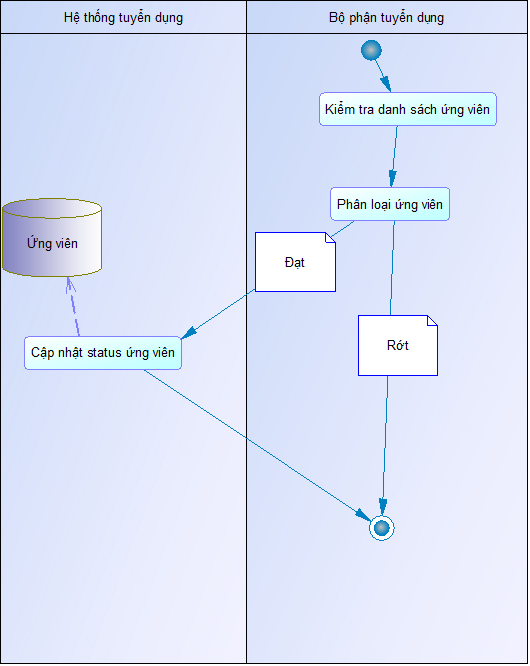 Hệ thống tuyển dụng
Bộ phận tuyển dụng
Kiểm tra danh sách ứng viên
Phân loại ứng viên
Ứng viên
Đạt
Rớt
Cập nhật status ứng viên